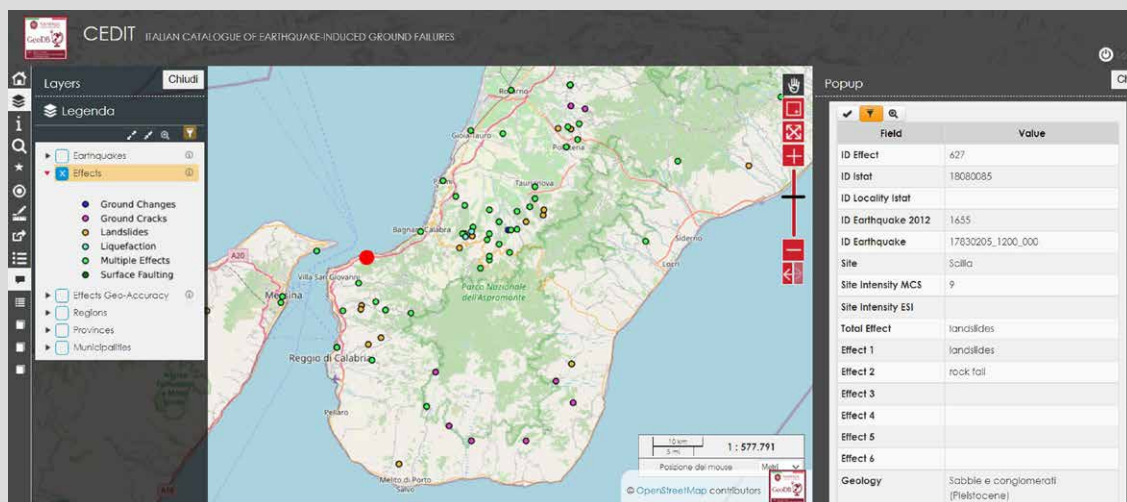 GeoDB
CEDIT ITALIAN CATALOGUE OF EARTHQUAKE-INDUCED GROUND FAILURES
Layers
Chiudi
Legenda
Earthquakes
Effects
Ground Changes
Ground Cracks
Landslides
Liquefaction
Multiple Effects
Surface Faulting
Effects Geo-Accuracy
Regions
Provinces
Municipalities
A20
Rosarno
Gioia Tauro
Polistena
Taurianova
Palmi
Bagnara Calabra
Siderno
Locri
Villa San Giovanni
Messina
Parco Nazionale
dell'Aspromonte
Reggio di Calabria
Pellaro
Melito di Porto
Salvo
A18
10 km
5 mi
1 : 577.791
Posizione del mouse
Metri
© OpenStreetMap contributors
GeoDB
Popup
Ch
Field Value
ID Effect 627
ID Istat 18080085
ID Locality Istat
ID Earthquake 2012 1655
ID Earthquake 17830205_1200_000
Site Scilla
Site Intensity MCS 9
Site Intensity ESI
Total Effect landslides
Effect 1 landslides
Effect 2 rock fall
Effect 3
Effect 4
Effect 5
Effect 6
Geology Sabbie e conglomerati
(Pleistocene)